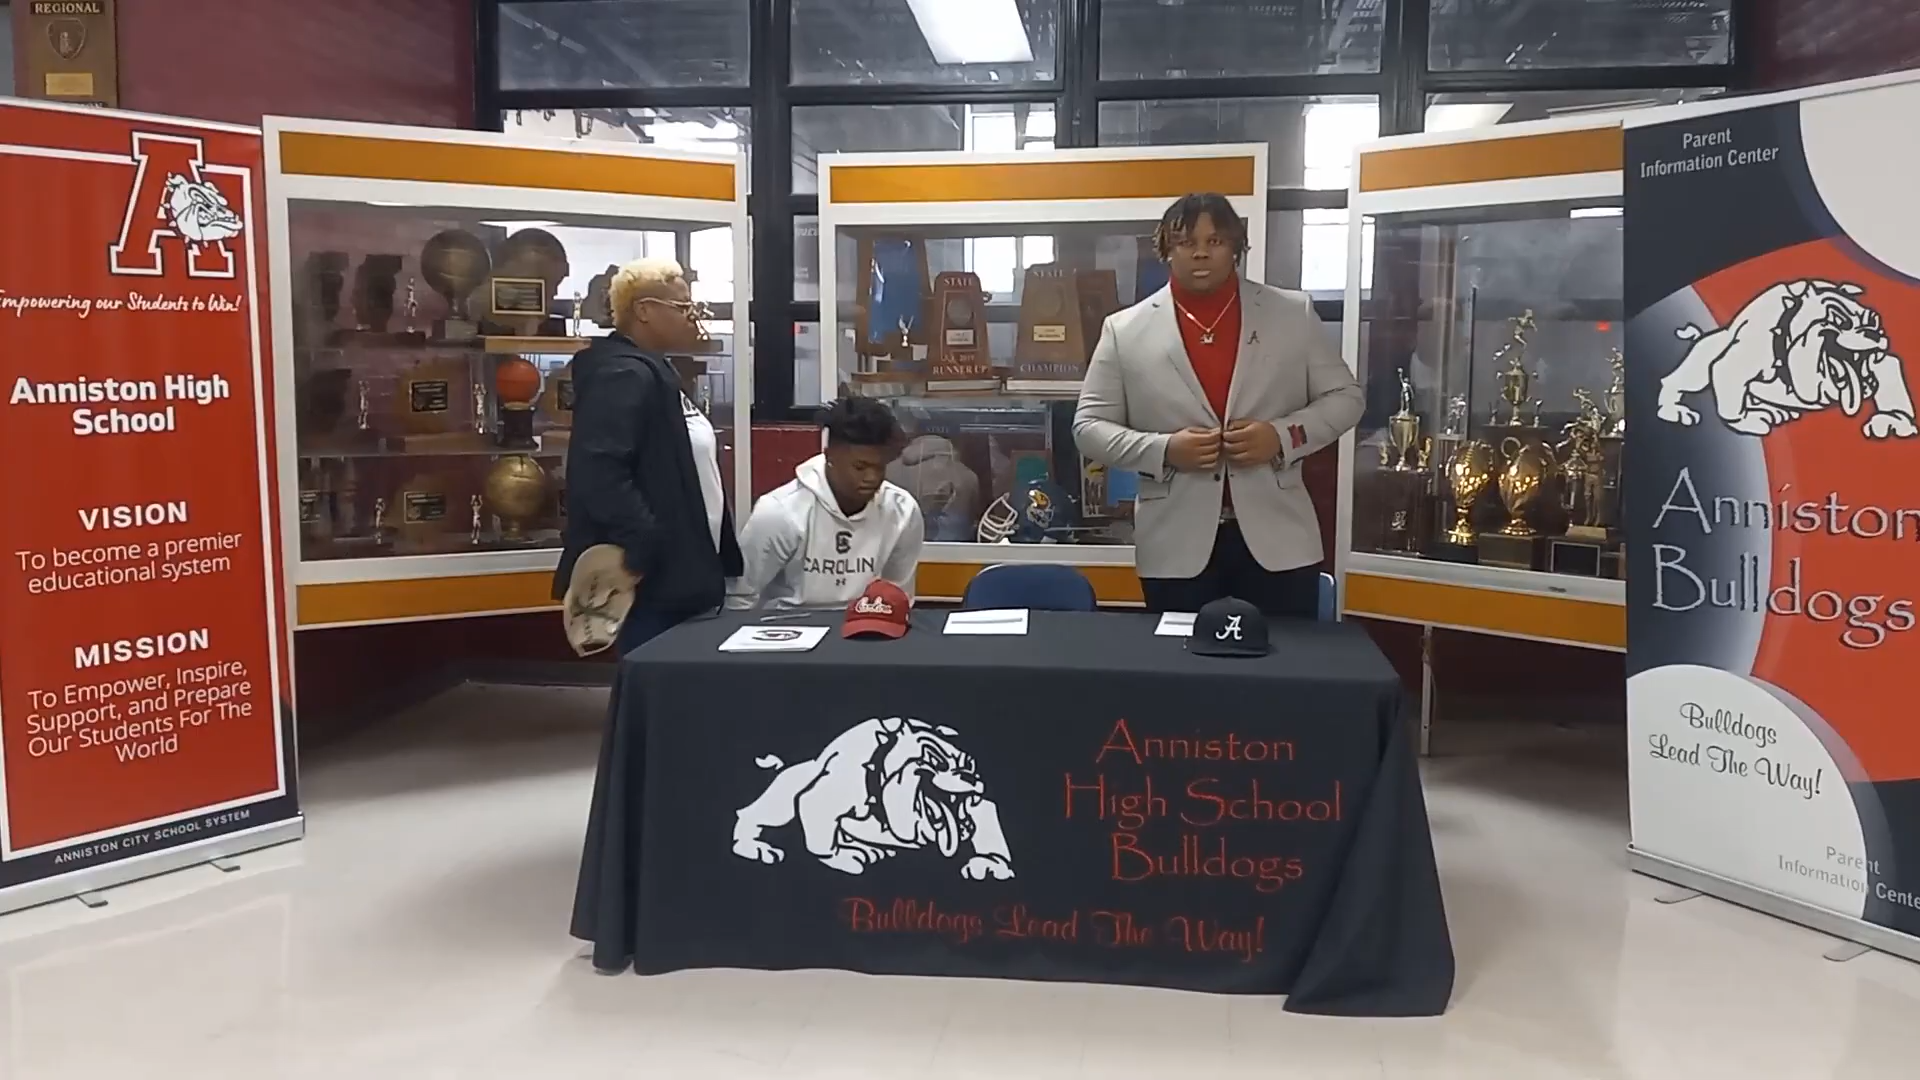 REGIONAL
A
Empowering our Students to Win!
Anniston High
School
VISION
To become a premier
educational system
MISSION
To Empower, Inspire,
Support, and Prepare
Our Students For The
World
ANNISTON CITY SCHOOL SYSTEM
STATE
RUNNER UP
STATE
CHAMPION
CAROLIN
A
Anniston
High School
Bulldogs
Bulldogs Lead The Way!
Parent
Information Center
Anniston
Bulldogs
Bulldogs
Lead The Way!
Parent
Information Cente